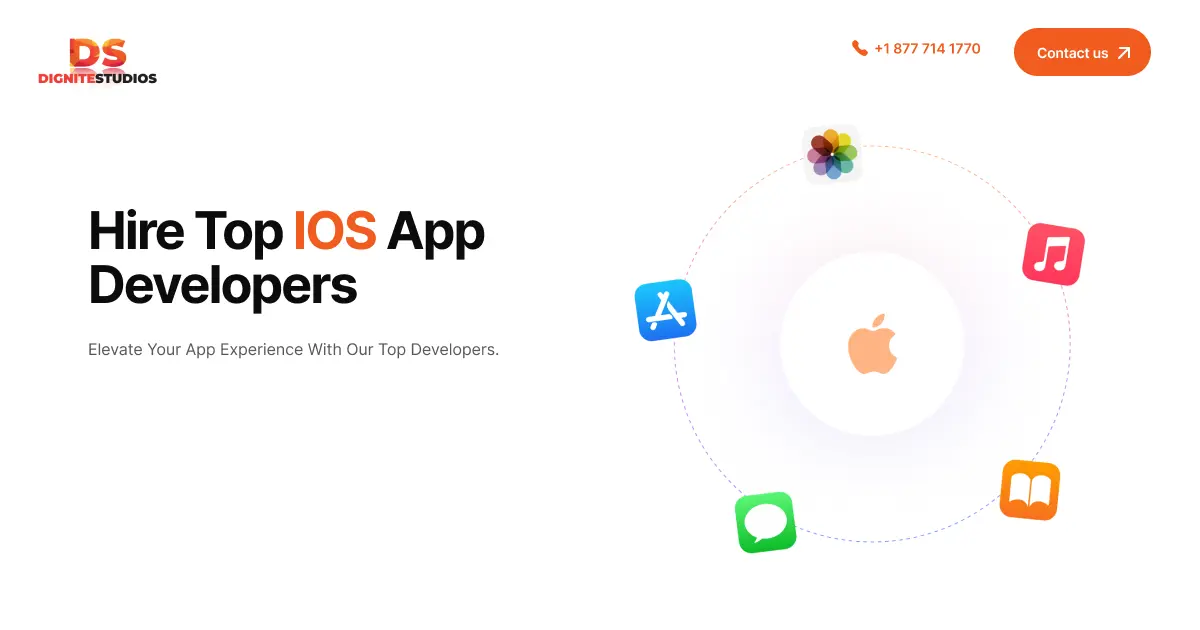 DS
DIGNITESTUDIOS
+1 877 714 1770
Contact us
Hire Top IOS App
Developers
Elevate Your App Experience With Our Top Developers.